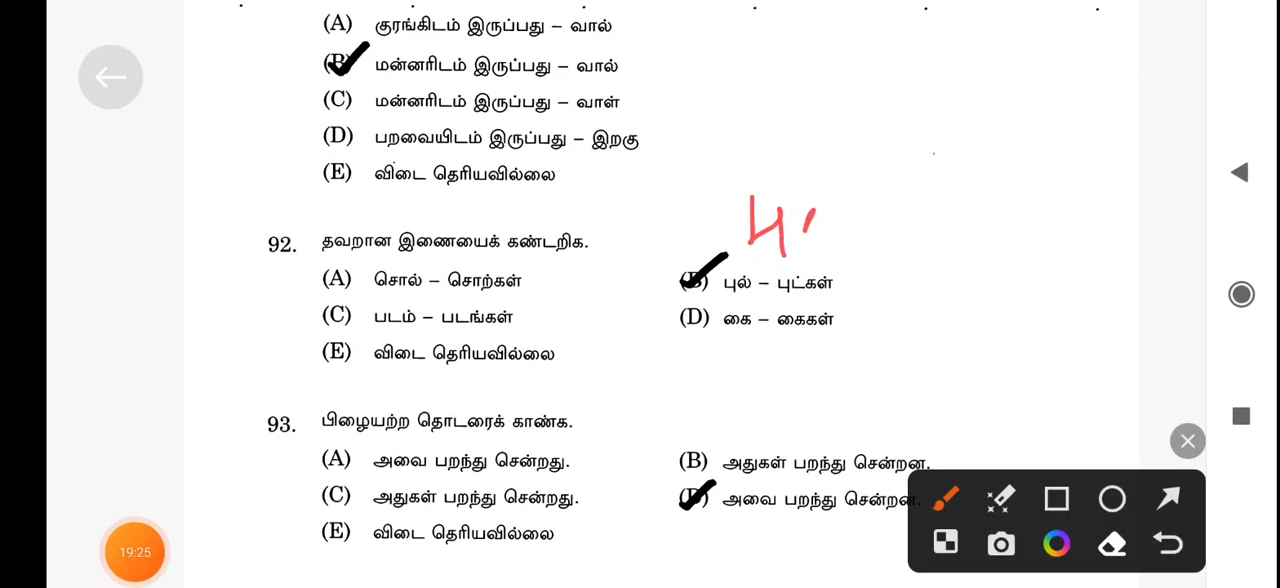 (A) குரங்கிடம் இருப்பது – வால்
(B) மன்னரிடம் இருப்பது – வால்
(C) மன்னரிடம் இருப்பது – வாள்
(D) பறவையிடம் இருப்பது – இறகு
(E) விடை தெரியவில்லை
92. தவறான இணையைக் கண்டறிக.
(A) சொல் – சொற்கள் (B) புல் – புட்கள்
(C) படம் – படங்கள் (D) கை – கைகள்
(E) விடை தெரியவில்லை
93. பிழையற்ற தொடரைக் காண்க.
(A) அவை பறந்து சென்றது. (B) அதுகள் பறந்து சென்றன.
(C) அதுகள் பறந்து சென்றது. (D) அவை பறந்து சென்றன.
(E) விடை தெரியவில்லை
19:25